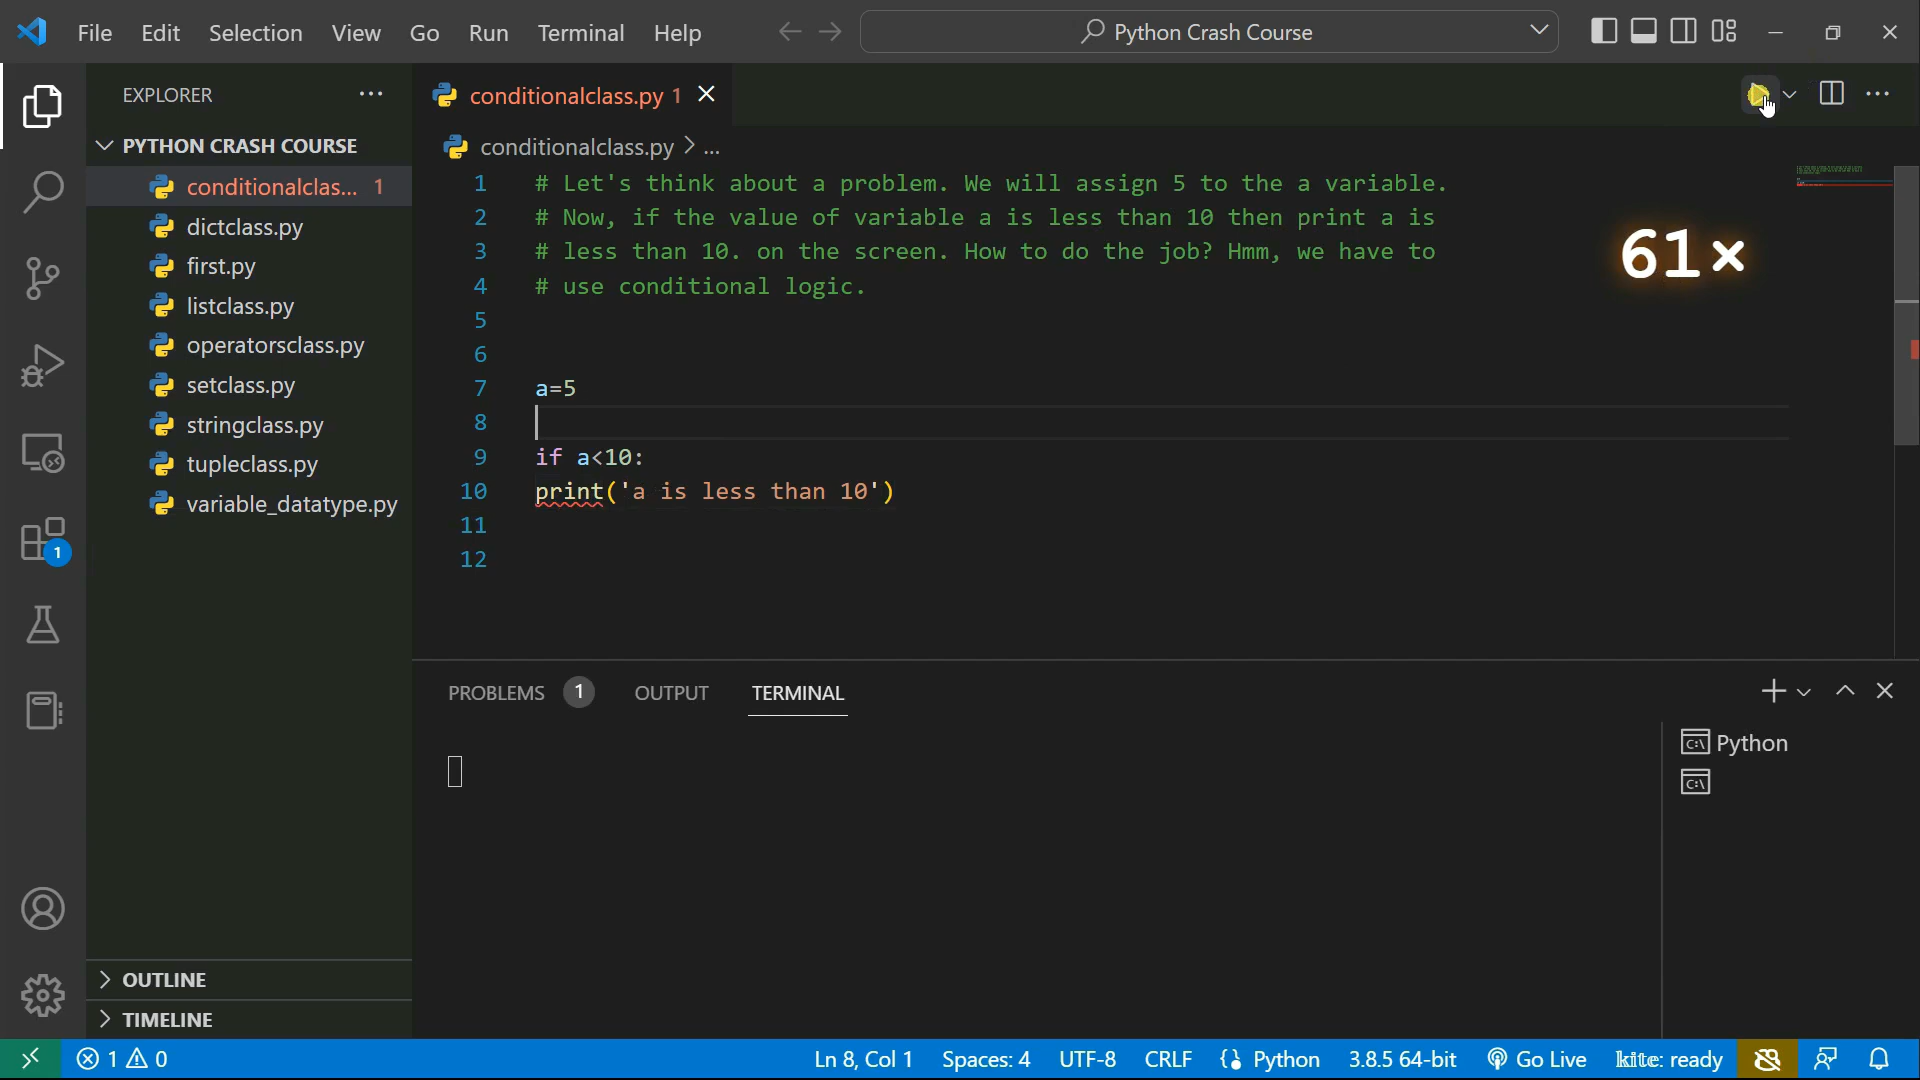 File Edit Selection View Go Run Terminal Help
Python Crash Course
EXPLORER
PYTHON CRASH COURSE
conditionalclas... 1
dictclass.py
first.py
listclass.py
operatorsclass.py
setclass.py
stringclass.py
tupleclass.py
variable_datatype.py
1
OUTLINE
TIMELINE
conditionalclass.py 1
conditionalclass.py > ...
1 # Let's think about a problem. We will assign 5 to the a variable.
2 # Now, if the value of variable a is less than 10 then print a is
3 # less than 10. on the screen. How to do the job? Hmm, we have to
4 # use conditional logic.
5
6
7 a=5
8
9 if a<10:
10 print('a is less than 10')
11
12
61×
PROBLEMS 1 OUTPUT TERMINAL
Python
1 0
Ln 8, Col 1 Spaces: 4 UTF-8 CRLF Python 3.8.5 64-bit Go Live kite: ready